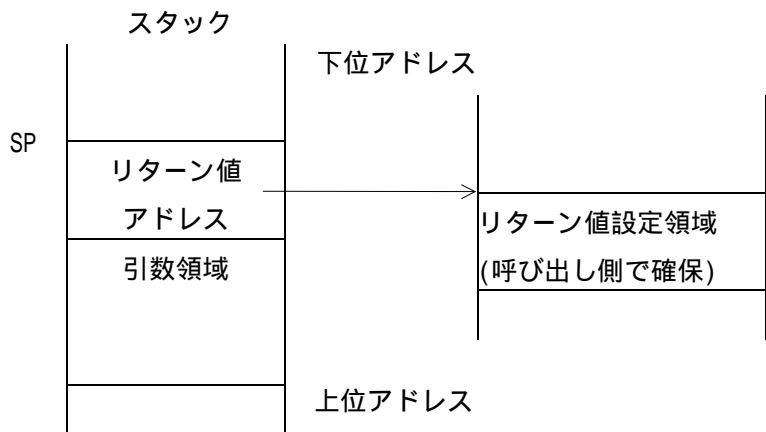 スタック
下位アドレス
SP
リターン値
アドレス
引数領域
リターン値設定領域
(呼び出し側で確保)
上位アドレス